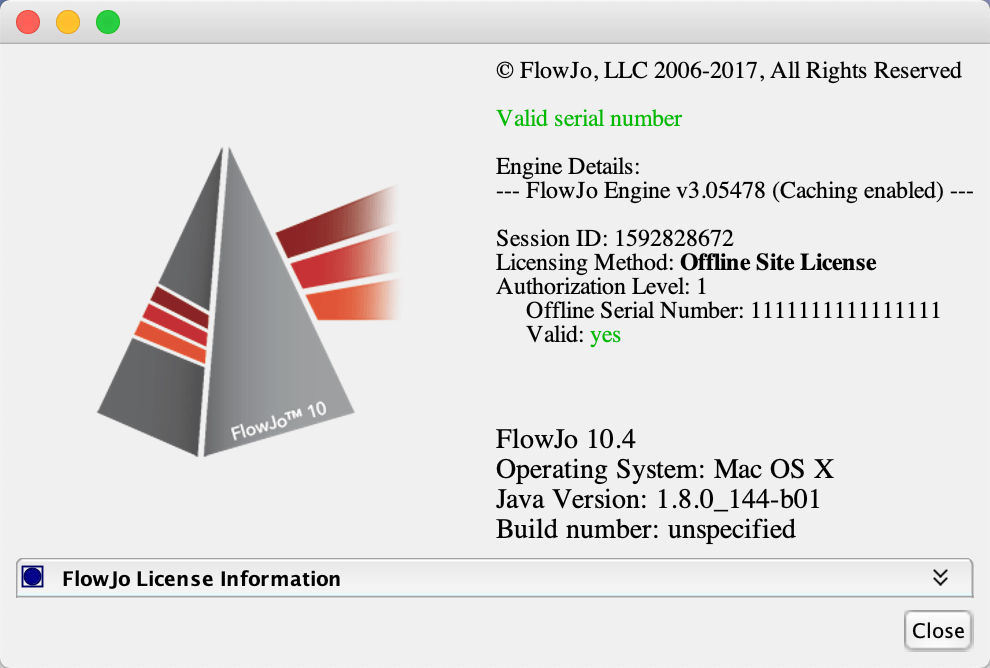 © FlowJo, LLC 2006-2017, All Rights Reserved
Valid serial number
Engine Details:
--- FlowJo Engine v3.05478 (Caching enabled) ---
Session ID: 1592828672
Licensing Method: Offline Site License
Authorization Level: 1
Offline Serial Number: 1111111111111111
Valid: yes
FlowJo™ 10
FlowJo 10.4
Operating System: Mac OS X
Java Version: 1.8.0_144-b01
Build number: unspecified
FlowJo License Information
Close